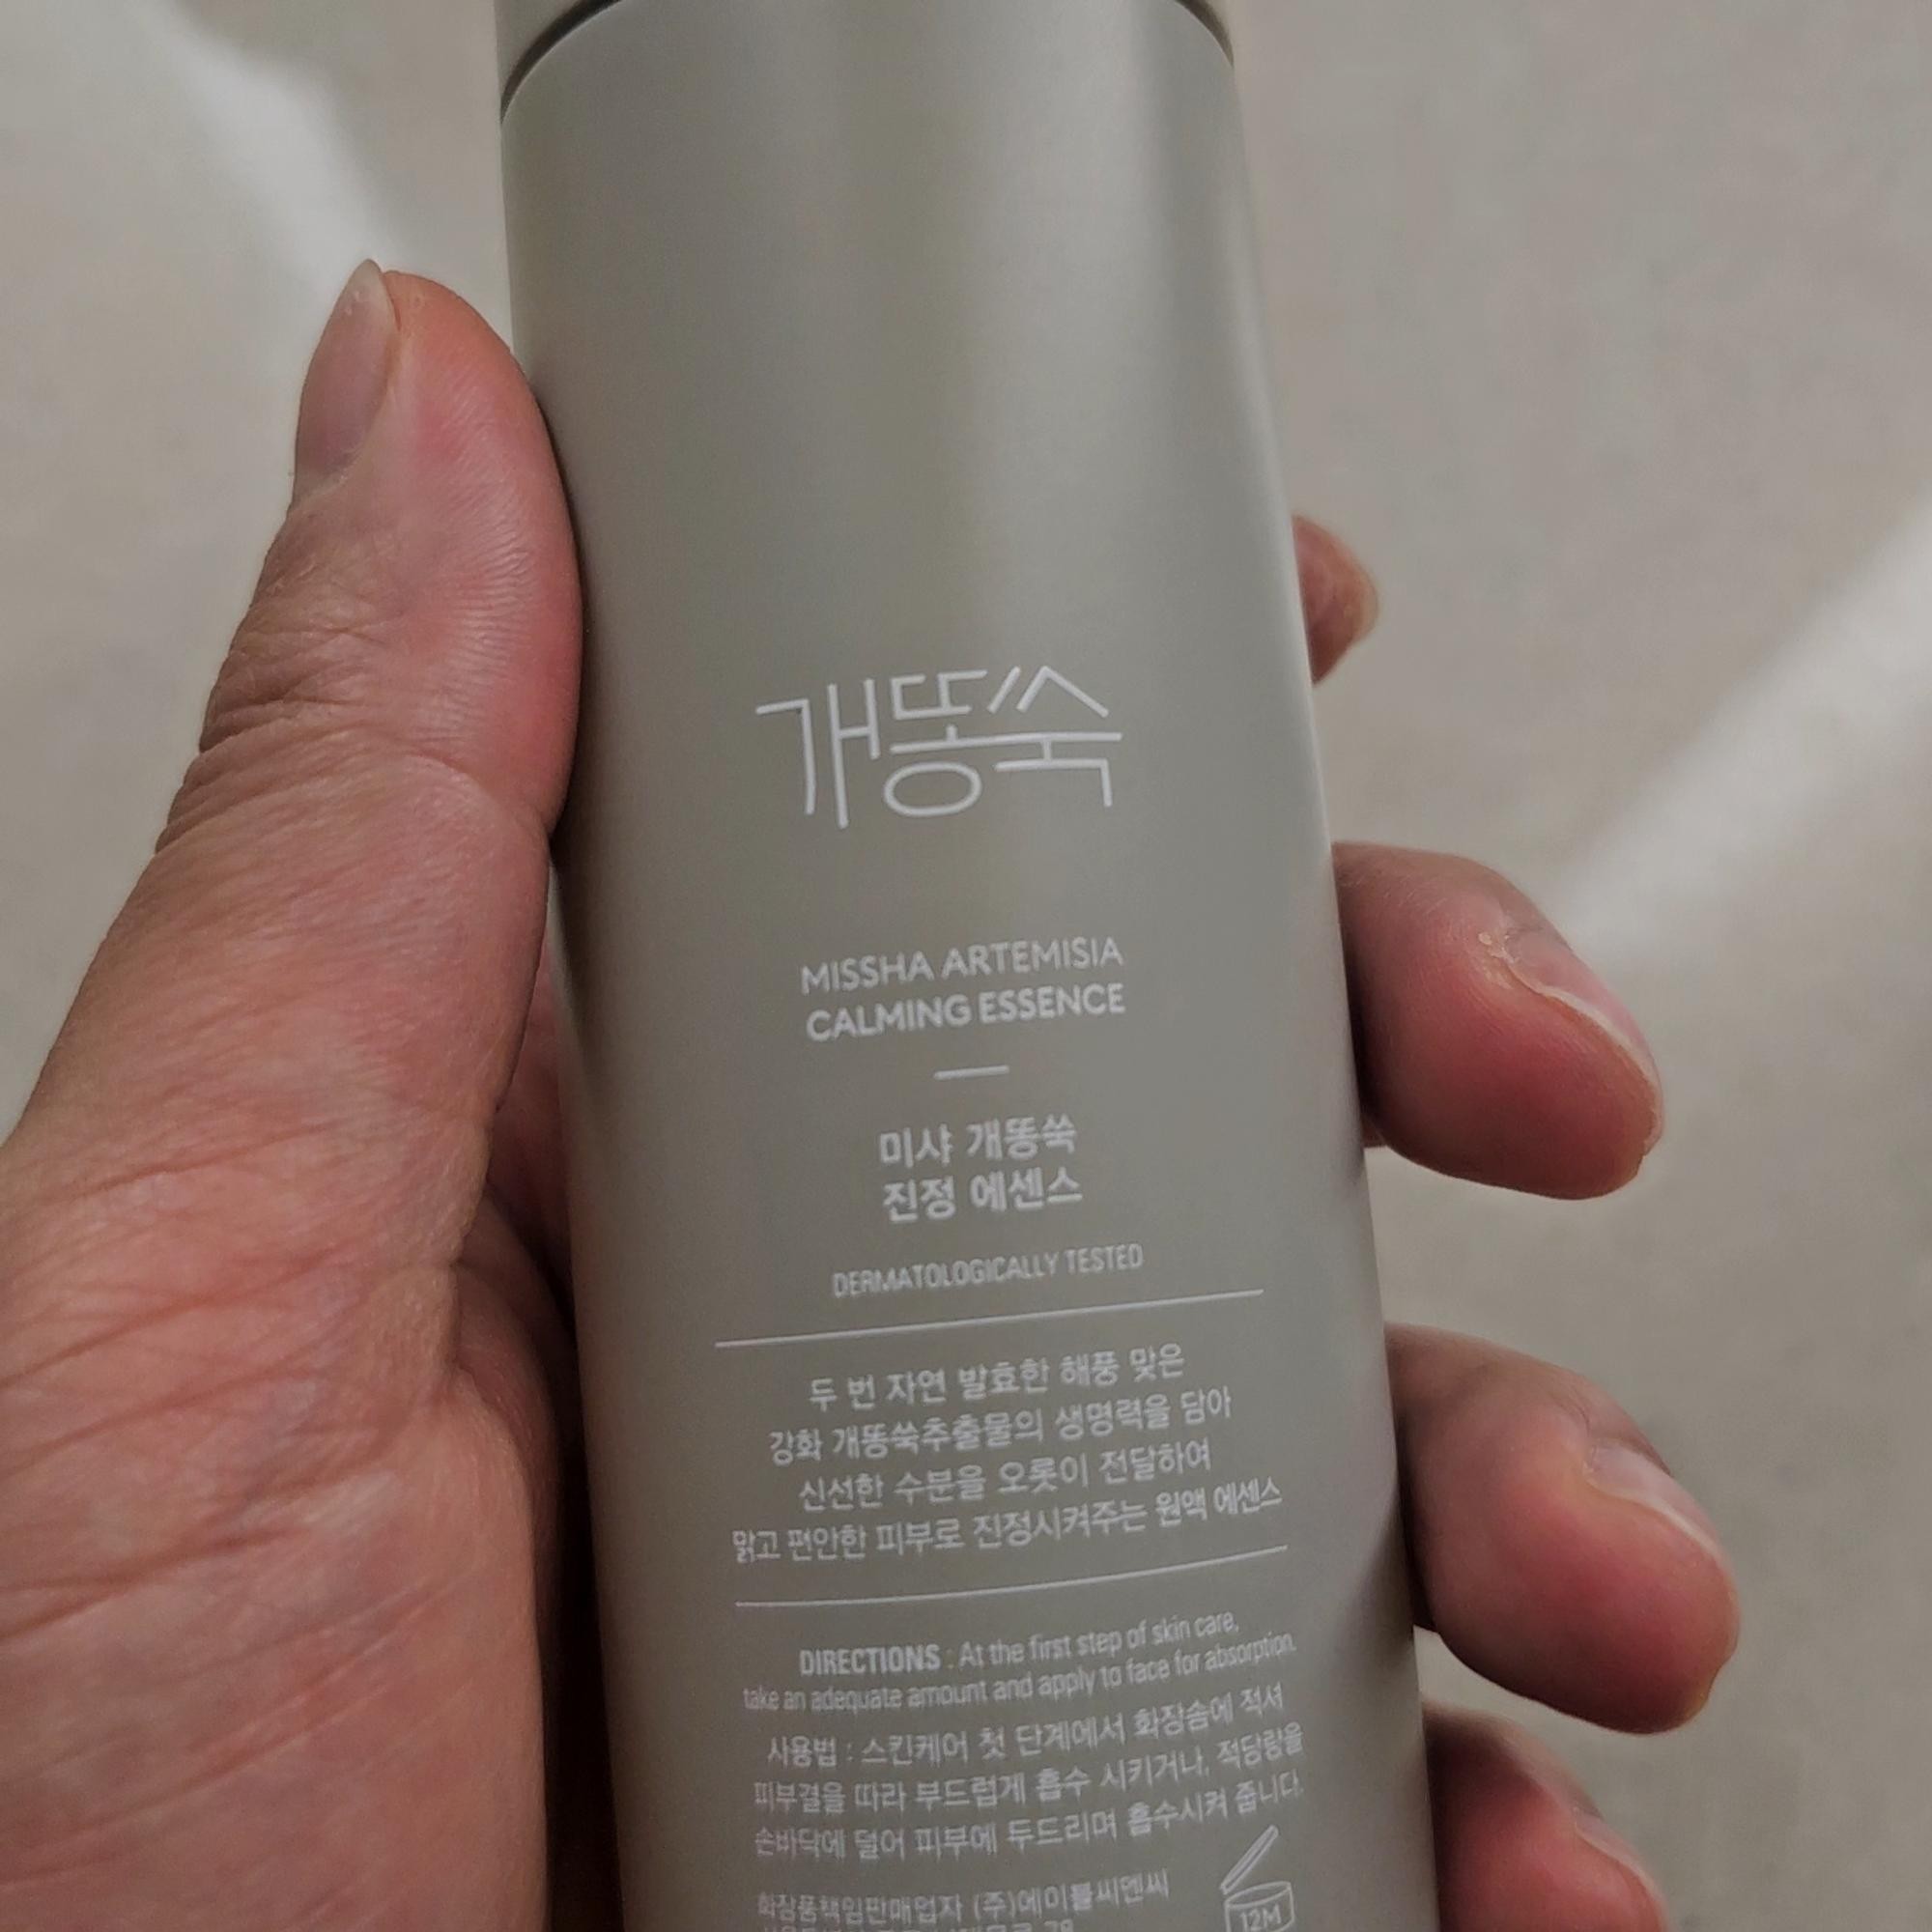 개똥쑥
MISSHA ARTEMISIA
CALMING ESSENCE
미샤 개똥쑥
진정 에센스
DERMATOLOGICALLY TESTED
두 번 자연 발효한 해풍 맞은
강화 개똥쑥추출물의 생명력을 담아
신선한 수분을 오롯이 전달하여
맑고 편안한 피부로 진정시켜주는 원액 에센스
DIRECTIONS : At the first step of skin care,
take an adequate amount and apply to face for absorption.
사용법 : 스킨케어 첫 단계에서 화장솜에 적셔
피부결을 따라 부드럽게 흡수 시키거나, 적당량을
손바닥에 덜어 피부에 두드리며 흡수시켜 줍니다.
화장품책임판매업자 (주)에이블씨엔씨
12M